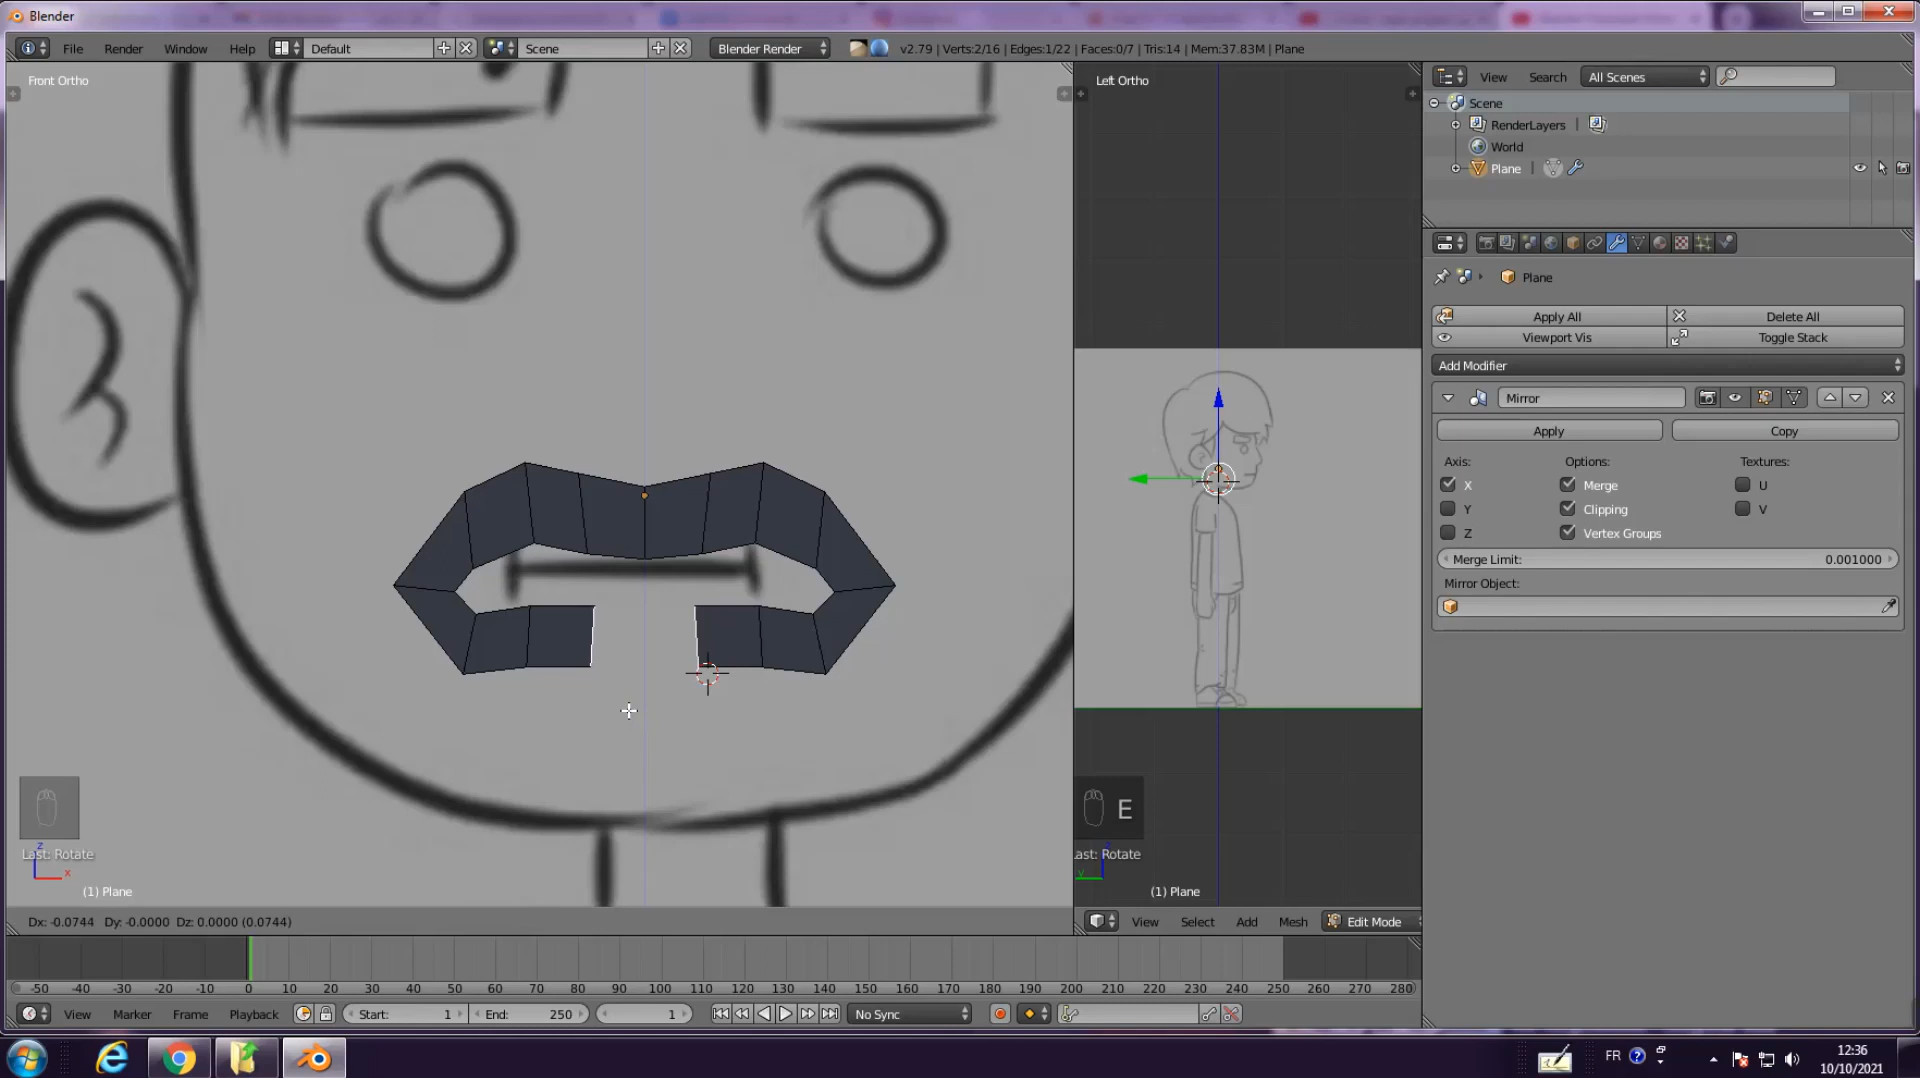 Blender
File Render Window Help Default Scene Blender Render v2.79 | Verts:2/16 | Edges:1/22 | Faces:0/7 | Tris:14 | Mem:37.83M | Plane
Front Ortho
Left Ortho
View Search All Scenes
Scene
RenderLayers |
World
Plane |
Plane
Apply All Delete All
Viewport Vis Toggle Stack
Add Modifier
Mirror
Apply Copy
Axis: Options: Textures:
X Merge U
Y Clipping V
Z Vertex Groups
Merge Limit: 0.001000
Mirror Object:
E
Last: Rotate
ast: Rotate
z
x
y
(1) Plane
(1) Plane
Dx: -0.0744 Dy: -0.0000 Dz: 0.0000 (0.0744)
View Select Add Mesh Edit Mode
-50 -40 -30 -20 -10 0 10 20 30 40 50 60 70 80 90 100 110 120 130 140 150 160 170 180 190 200 210 220 230 240 250 260 270 280
View Marker Frame Playback Start: 1 End: 250 1 No Sync
FR
12:36
10/10/2021